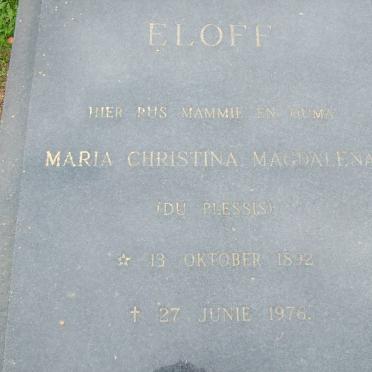 ELOFF
HIER RUS MAMMIE EN OUMA
MARIA CHRISTINA MAGDALENA
(DU PLESSIS)
☆ 13 OKTOBER 1892
✝ 27 JUNIE 1976.